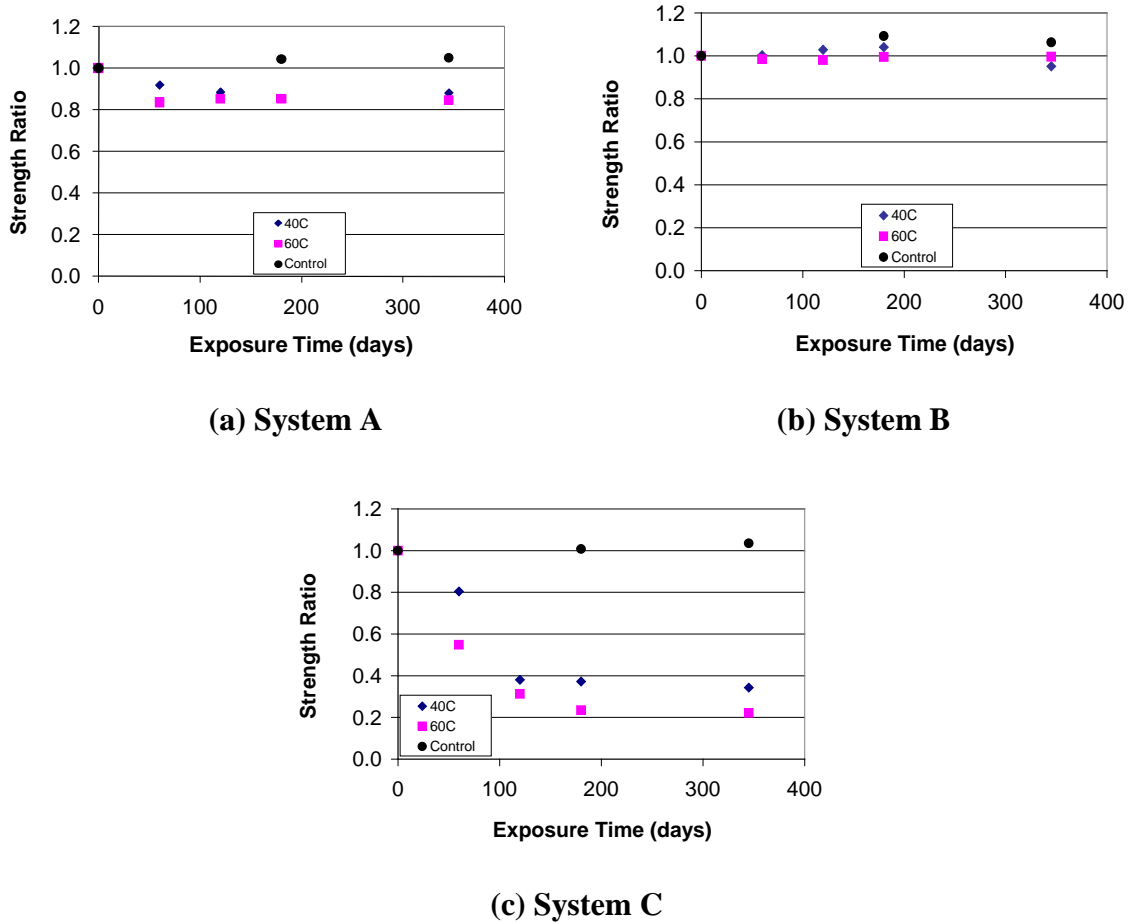 1.2
1.0
0.8
0.6
0.4
0.2
0.0
Strength Ratio
40C
60C
Control
0 100 200 300 400
Exposure Time (days)
(a) System A
1.2
1.0
0.8
0.6
0.4
0.2
0.0
Strength Ratio
40C
60C
Control
0 100 200 300 400
Exposure Time (days)
(b) System B
1.2
1.0
0.8
0.6
0.4
0.2
0.0
Strength Ratio
40C
60C
Control
0 100 200 300 400
Exposure Time (days)
(c) System C